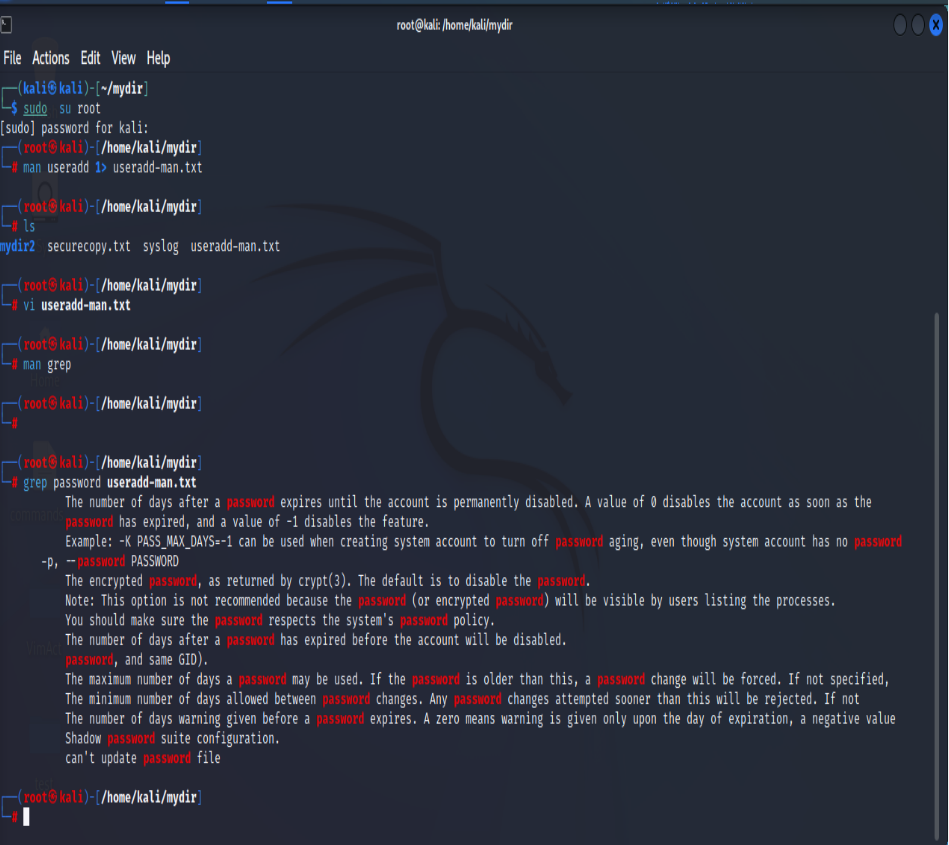 root@kali: /home/kali/mydir
File Actions Edit View Help
┌──(kali㉿kali)-[~/mydir]
└─$ sudo su root
[sudo] password for kali:
┌──(root㉿kali)-[/home/kali/mydir]
└─# man useradd 1> useradd-man.txt
┌──(root㉿kali)-[/home/kali/mydir]
└─# ls
mydir2 securecopy.txt syslog useradd-man.txt
┌──(root㉿kali)-[/home/kali/mydir]
└─# vi useradd-man.txt
┌──(root㉿kali)-[/home/kali/mydir]
└─# man grep
┌──(root㉿kali)-[/home/kali/mydir]
└─#
┌──(root㉿kali)-[/home/kali/mydir]
└─# grep password useradd-man.txt
The number of days after a password expires until the account is permanently disabled. A value of 0 disables the account as soon as the
password has expired, and a value of -1 disables the feature.
Example: -K PASS_MAX_DAYS=-1 can be used when creating system account to turn off password aging, even though system account has no password
-p, --password PASSWORD
The encrypted password, as returned by crypt(3). The default is to disable the password.
Note: This option is not recommended because the password (or encrypted password) will be visible by users listing the processes.
You should make sure the password respects the system's password policy.
The number of days after a password has expired before the account will be disabled.
password, and same GID).
The maximum number of days a password may be used. If the password is older than this, a password change will be forced. If not specified,
The minimum number of days allowed between password changes. Any password changes attempted sooner than this will be rejected. If not
The number of days warning given before a password expires. A zero means warning is given only upon the day of expiration, a negative value
Shadow password suite configuration.
can't update password file
┌──(root㉿kali)-[/home/kali/mydir]
└─#